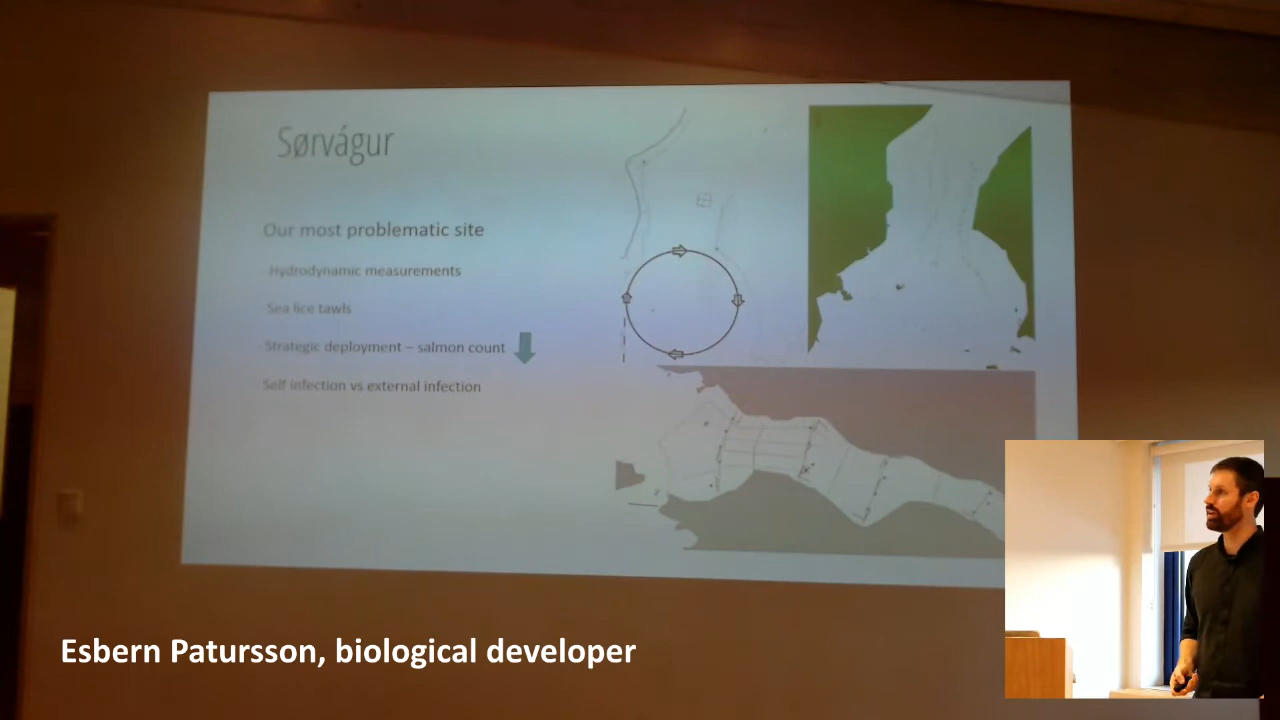 Sørvágur
Our most problematic site
Hydrodynamic measurements
Sea lice tawls
Strategic deployment – salmon count
Self infection vs external infection
Esbern Patursson, biological developer